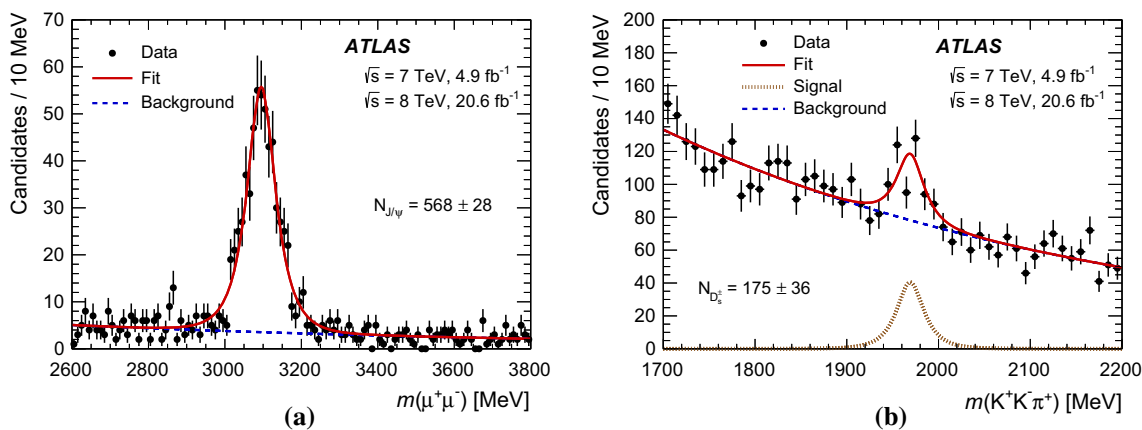 Candidates / 10 MeV
70
60
50
40
30
20
10
0
Data
Fit
Background
ATLAS
√s = 7 TeV, 4.9 fb⁻¹
√s = 8 TeV, 20.6 fb⁻¹
N_J/ψ = 568 ± 28
2600 2800 3000 3200 3400 3600 3800
m(μ⁺μ⁻) [MeV]
(a)
Candidates / 10 MeV
200
180
160
140
120
100
80
60
40
20
0
Data
Fit
Signal
Background
ATLAS
√s = 7 TeV, 4.9 fb⁻¹
√s = 8 TeV, 20.6 fb⁻¹
N_D_s^± = 175 ± 36
1700 1800 1900 2000 2100 2200
m(K⁺K⁻π⁺) [MeV]
(b)